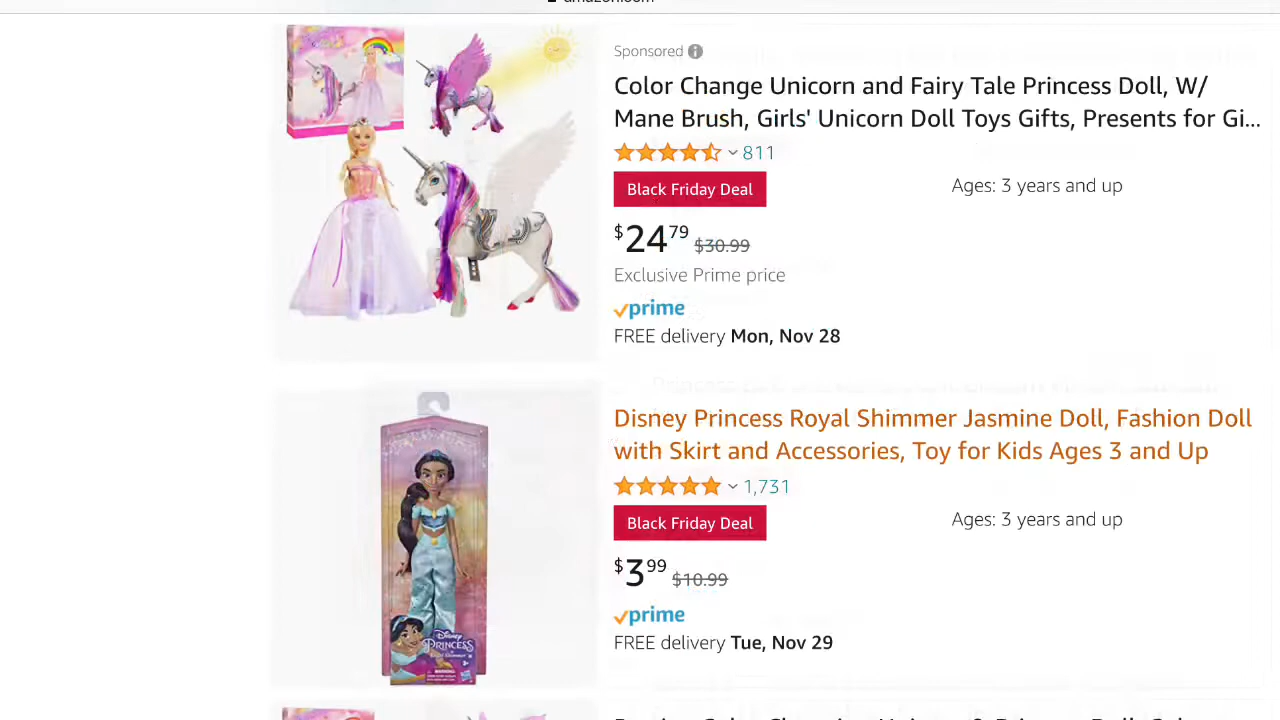 Sponsored
Color Change Unicorn and Fairy Tale Princess Doll, W/
Mane Brush, Girls' Unicorn Doll Toys Gifts, Presents for Gi...
811
Black Friday Deal
Ages: 3 years and up
$24 79 $30.99
Exclusive Prime price
prime
FREE delivery Mon, Nov 28
Disney Princess Royal Shimmer Jasmine Doll, Fashion Doll
with Skirt and Accessories, Toy for Kids Ages 3 and Up
1,731
Black Friday Deal
Ages: 3 years and up
$3 99 $10.99
prime
FREE delivery Tue, Nov 29
Disney
PRINCESS